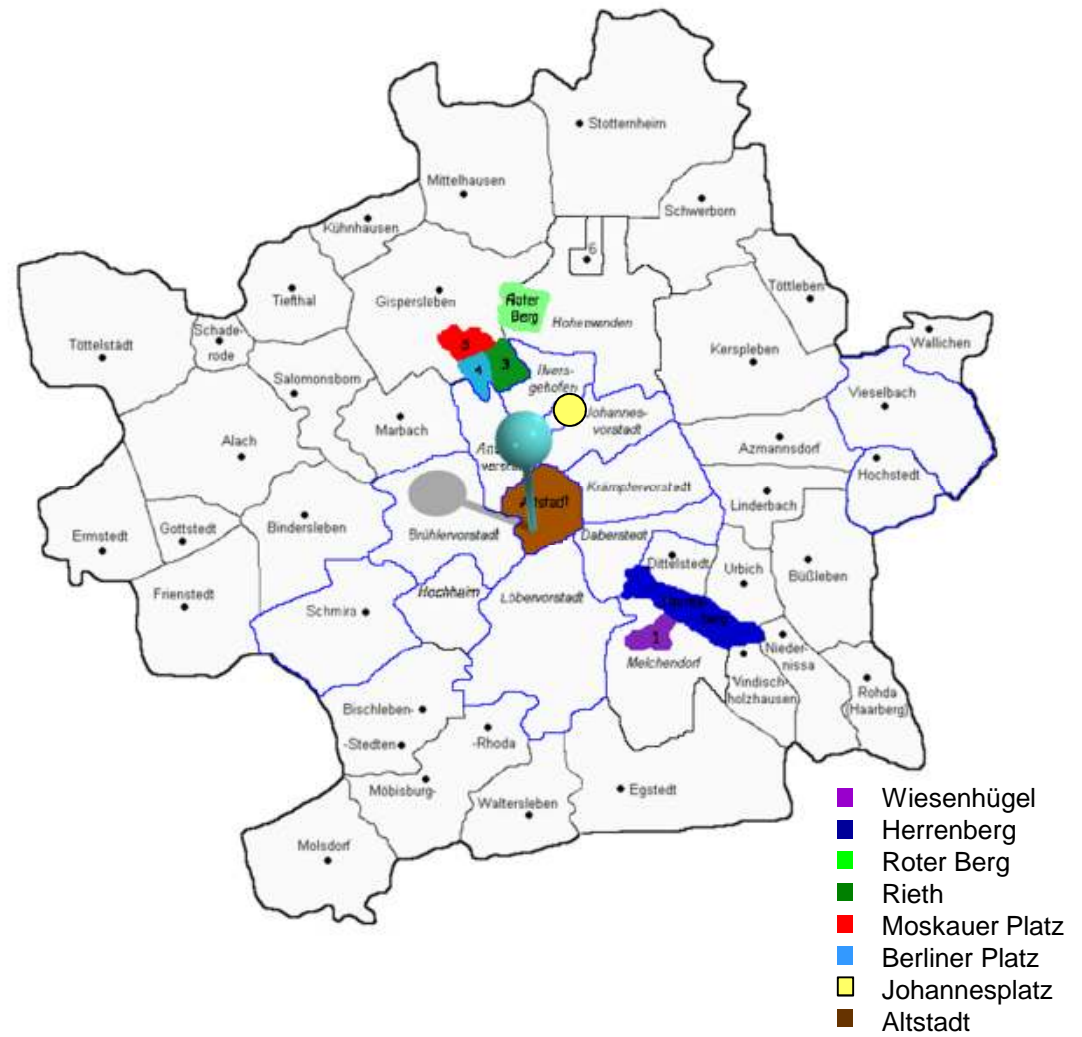 Stotternheim
Mittelhausen
Schwerborn
Kühnhausen
6
Töttleben
Tiefthal
Gispersleben
Roter
Berg
Hohenwinden
Wallichen
Schade-
rode
Töttelstädt
5
4
3
Kerspleben
Ilvers-
gehofen
Salomonsborn
Vieselbach
Johannes-
vorstadt
Marbach
Alach
Azmannsdorf
Hochstedt
Krämpfervorstadt
Altstadt
Linderbach
Ermstedt
Gottstedt
Bindersleben
Brühlervorstadt
Daberstedt
Dittelstedt
Urbich
Büßleben
Frienstedt
Hochheim
Löbervorstadt
Schmira
1
Melchendorf
Nieder-
nissa
Windisch-
holzhausen
Rohda
(Haarberg)
Bischleben-
-Stedten
-Rhoda
Möbisburg-
Waltersleben
Egstedt
Molsdorf
Wiesenhügel
Herrenberg
Roter Berg
Rieth
Moskauer Platz
Berliner Platz
Johannesplatz
Altstadt